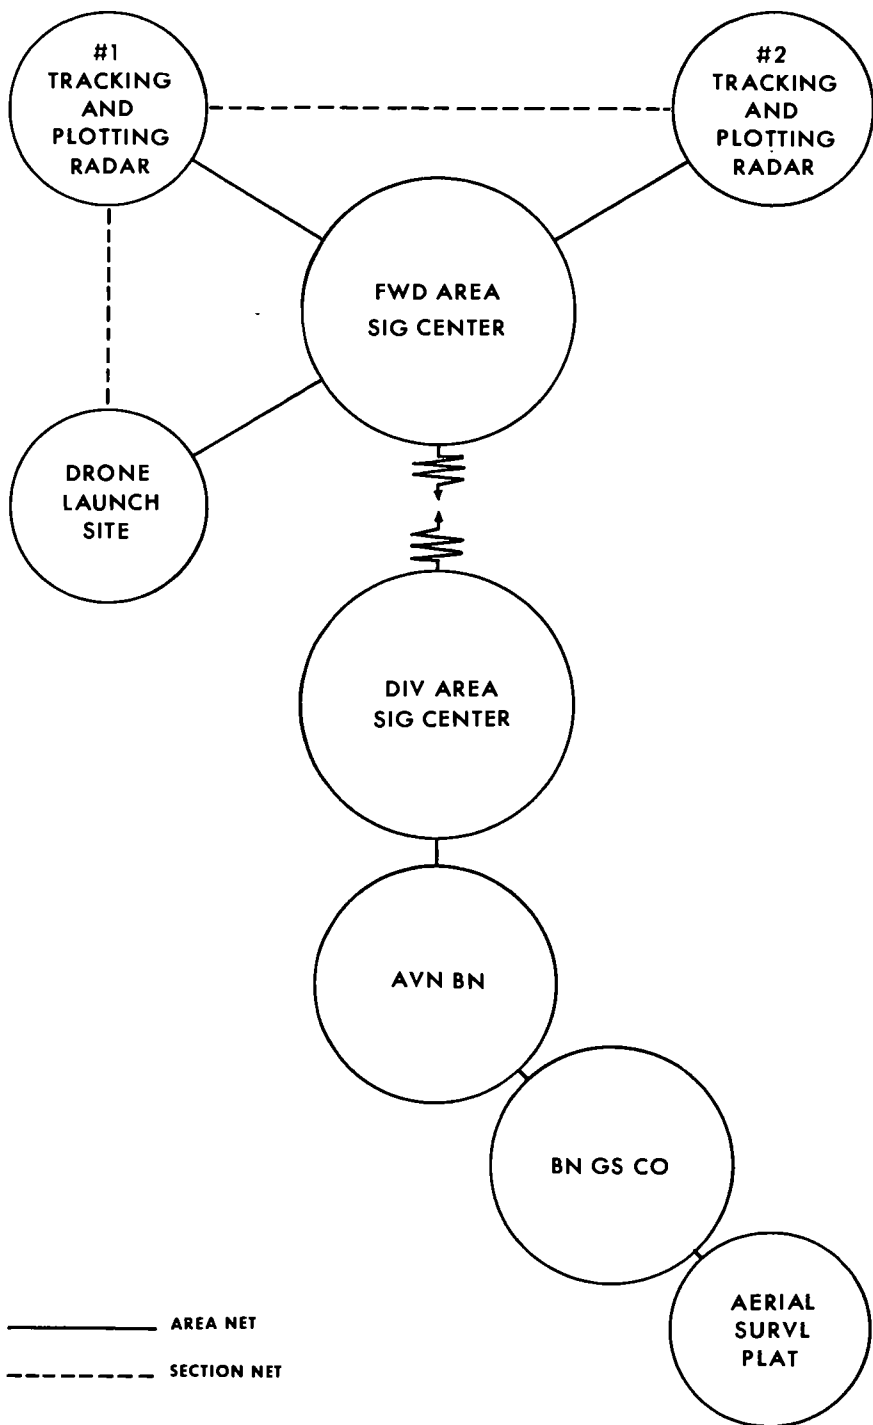 #1
TRACKING
AND
PLOTTING
RADAR
#2
TRACKING
AND
PLOTTING
RADAR
FWD AREA
SIG CENTER
DRONE
LAUNCH
SITE
DIV AREA
SIG CENTER
AVN BN
BN GS CO
AERIAL
SURVL
PLAT
AREA NET
SECTION NET